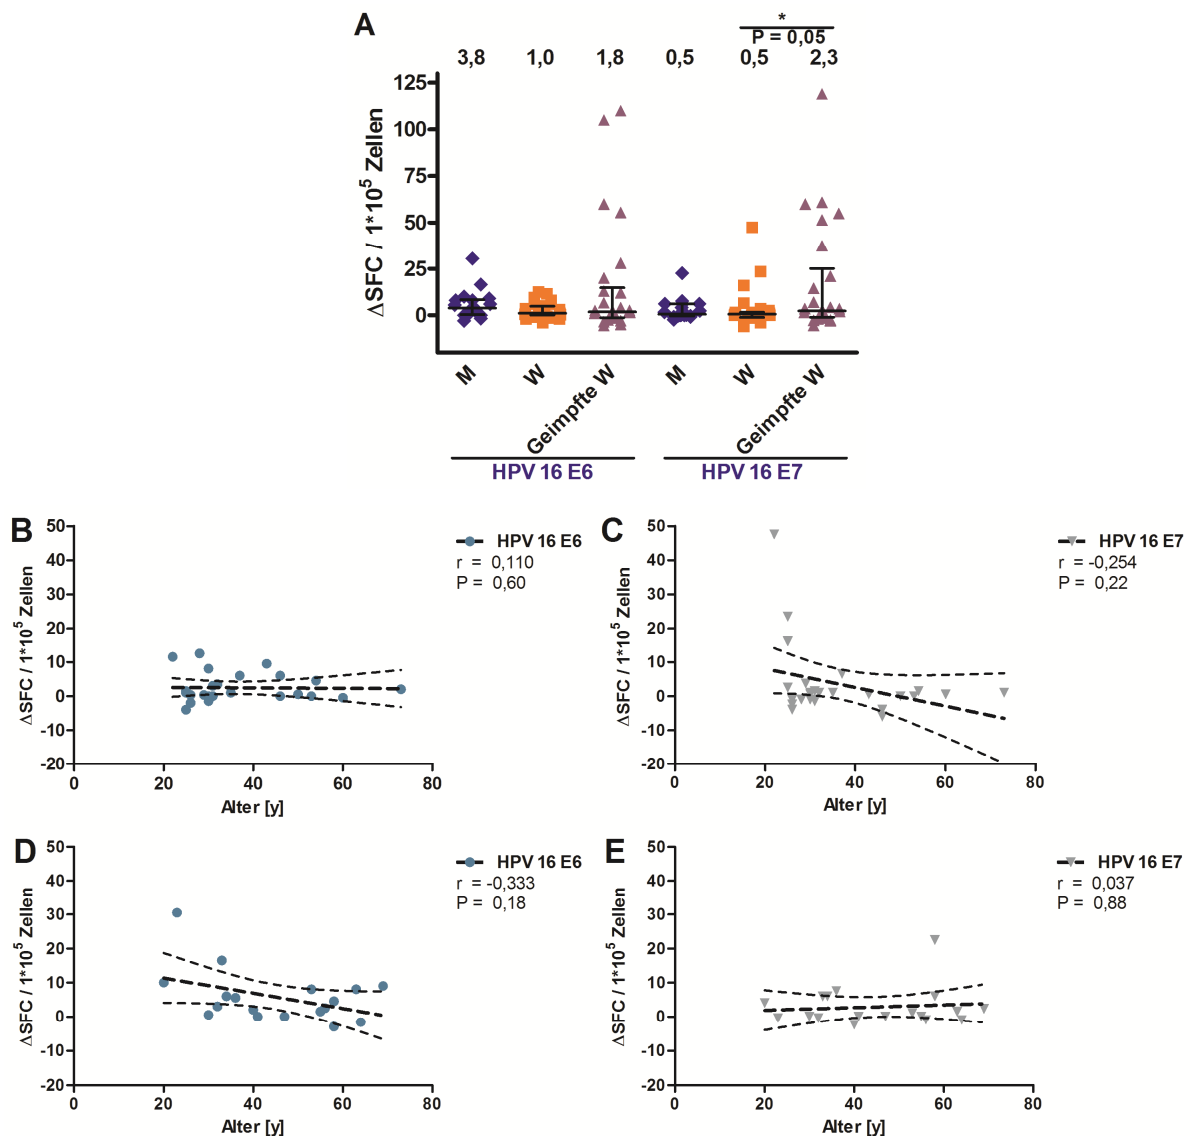 A
*
P = 0,05
3,8 1,0 1,8 0,5 0,5 2,3
ΔSFC / 1*10⁵ Zellen
125
100
75
50
25
0
M W Geimpfte W M W Geimpfte W
HPV 16 E6 HPV 16 E7
B
ΔSFC / 1*10⁵ Zellen
50
40
30
20
10
0
-10
-20
0 20 40 60 80
Alter [y]
HPV 16 E6
r = 0,110
P = 0,60
C
ΔSFC / 1*10⁵ Zellen
50
40
30
20
10
0
-10
-20
0 20 40 60 80
Alter [y]
HPV 16 E7
r = -0,254
P = 0,22
D
ΔSFC / 1*10⁵ Zellen
50
40
30
20
10
0
-10
-20
0 20 40 60 80
Alter [y]
HPV 16 E6
r = -0,333
P = 0,18
E
ΔSFC / 1*10⁵ Zellen
50
40
30
20
10
0
-10
-20
0 20 40 60 80
Alter [y]
HPV 16 E7
r = 0,037
P = 0,88